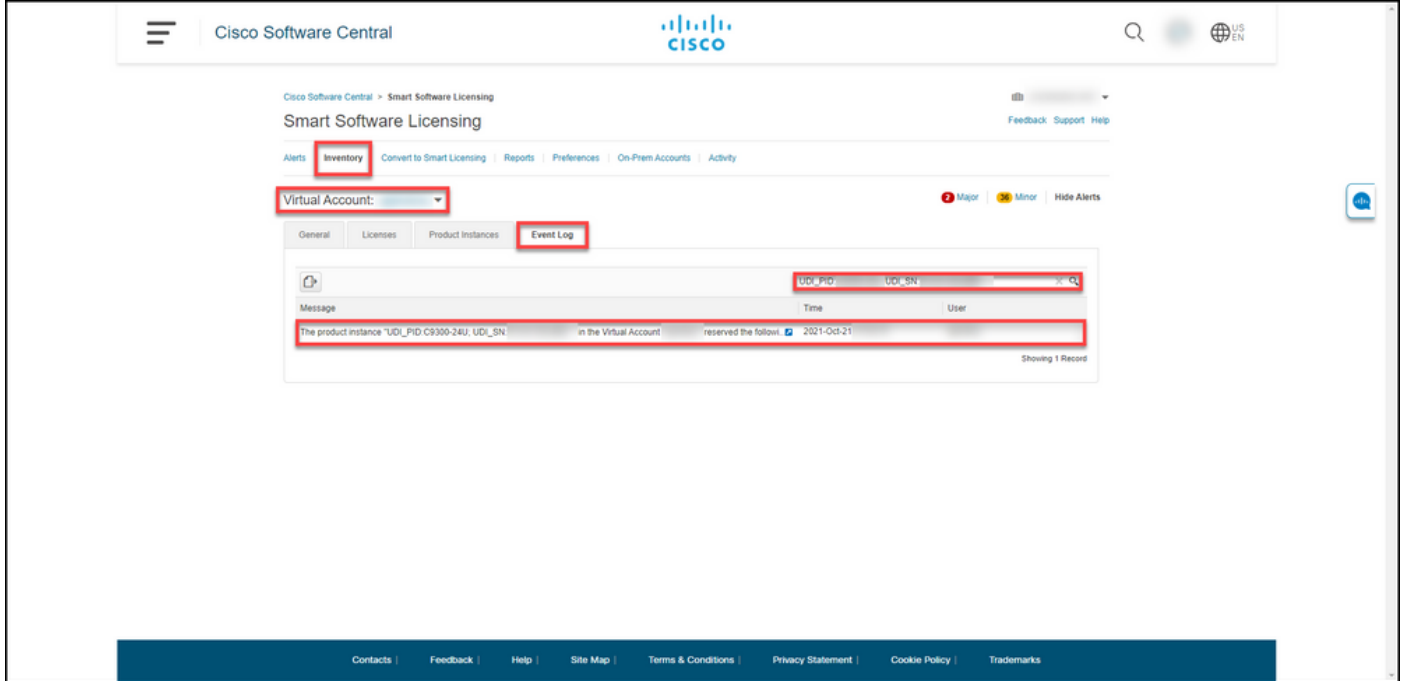 Cisco Software Central
CISCO
US
EN
Cisco Software Central > Smart Software Licensing
Smart Software Licensing
Feedback Support Help
Alerts | Inventory | Convert to Smart Licensing | Reports | Preferences | On-Prem Accounts | Activity
Virtual Account:
2 Major | 36 Minor | Hide Alerts
General Licenses Product Instances Event Log
UDI_PID: UDI_SN:
Message Time User
The product instance "UDI_PID:C9300-24U; UDI_SN: in the Virtual Account reserved the followi.. 2021-Oct-21
Showing 1 Record
Contacts | Feedback | Help | Site Map | Terms & Conditions | Privacy Statement | Cookie Policy | Trademarks